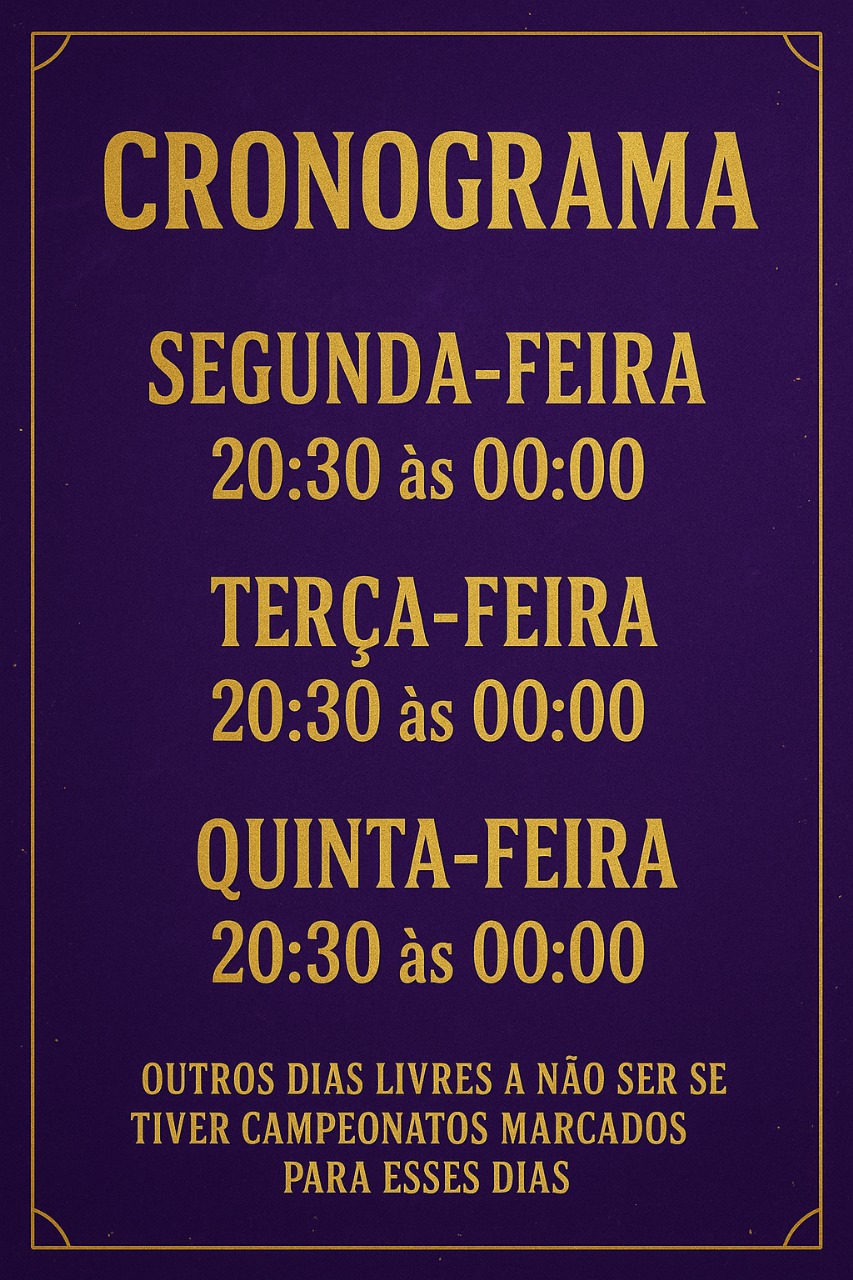 CRONOGRAMA
SEGUNDA-FEIRA
20:30 às 00:00
TERÇA-FEIRA
20:30 às 00:00
QUINTA-FEIRA
20:30 às 00:00
OUTROS DIAS LIVRES A NÃO SER SE
TIVER CAMPEONATOS MARCADOS
PARA ESSES DIAS